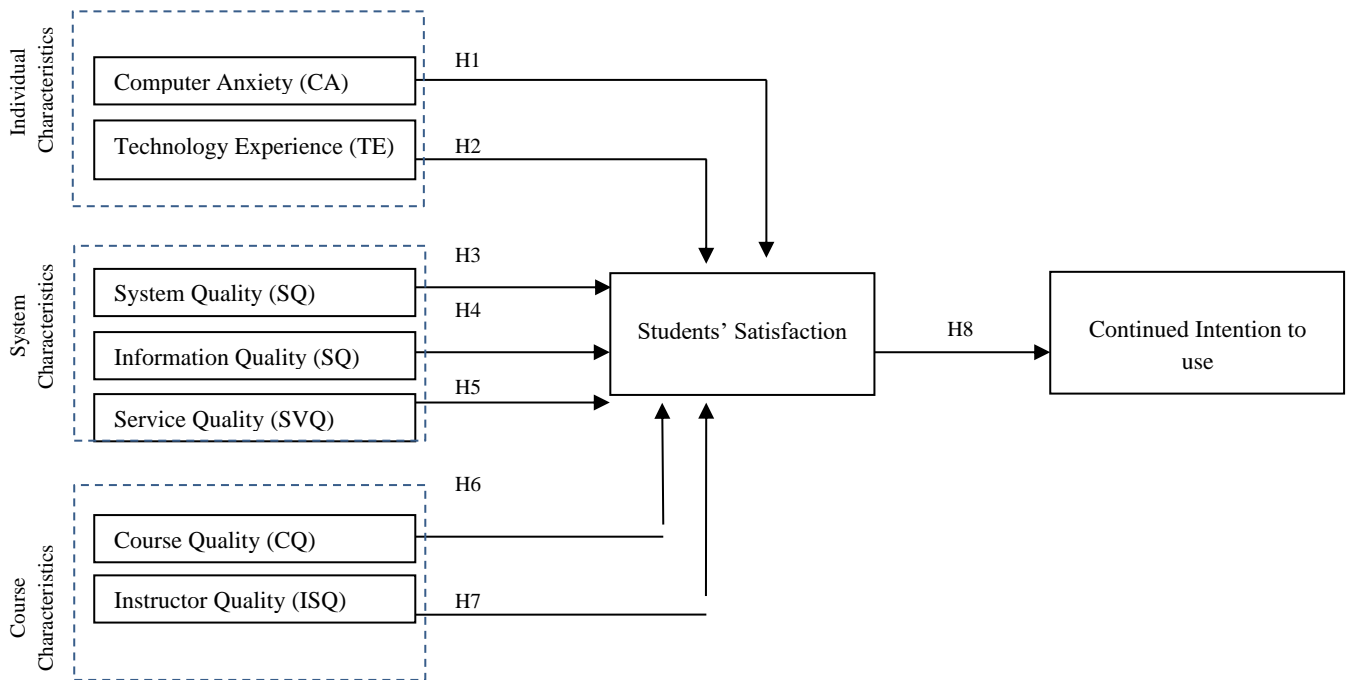 Individual
Characteristics
Computer Anxiety (CA)
H1
Technology Experience (TE)
H2
System
Characteristics
System Quality (SQ)
H3
Information Quality (SQ)
H4
Service Quality (SVQ)
H5
Students’ Satisfaction
H8
Continued Intention to
use
Course
Characteristics
Course Quality (CQ)
H6
Instructor Quality (ISQ)
H7